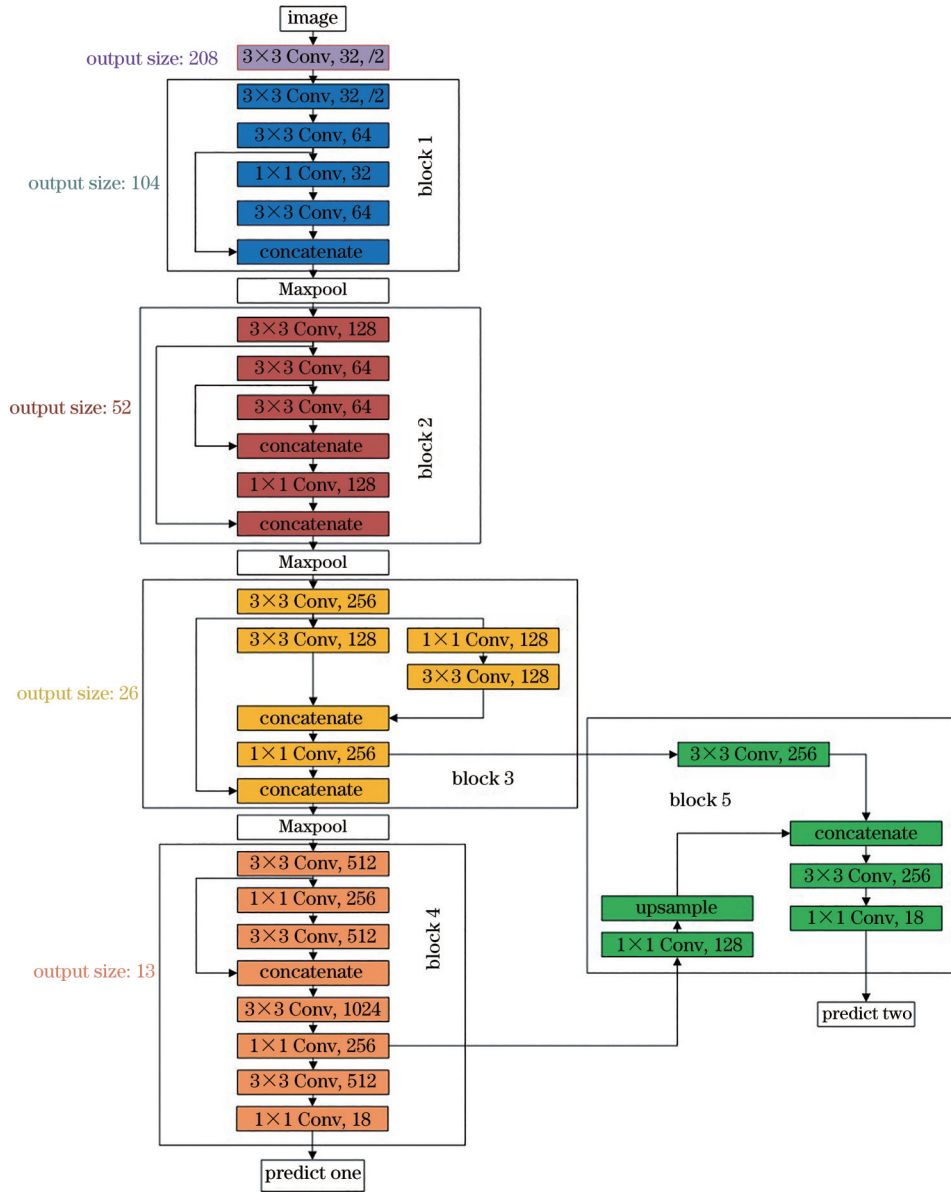 image
output size: 208
3×3 Conv, 32, /2
3×3 Conv, 32, /2
3×3 Conv, 64
1×1 Conv, 32
3×3 Conv, 64
concatenate
block 1
output size: 104
Maxpool
3×3 Conv, 128
3×3 Conv, 64
3×3 Conv, 64
concatenate
1×1 Conv, 128
concatenate
block 2
output size: 52
Maxpool
3×3 Conv, 256
3×3 Conv, 128
1×1 Conv, 128
3×3 Conv, 128
output size: 26
concatenate
1×1 Conv, 256
concatenate
block 3
Maxpool
3×3 Conv, 512
1×1 Conv, 256
3×3 Conv, 512
concatenate
3×3 Conv, 1024
1×1 Conv, 256
3×3 Conv, 512
1×1 Conv, 18
block 4
output size: 13
predict one
3×3 Conv, 256
block 5
concatenate
3×3 Conv, 256
1×1 Conv, 18
upsample
1×1 Conv, 128
predict two